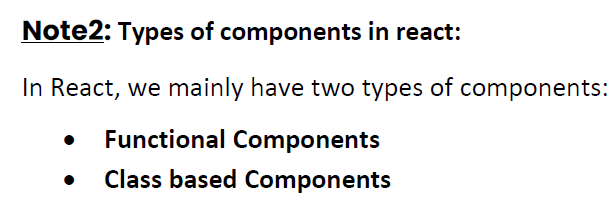 Note2: Types of components in react:
In React, we mainly have two types of components:
• Functional Components
• Class based Components